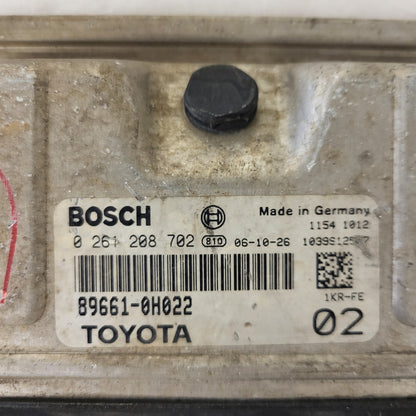 BOSCH Made in Germany
1154 1012
0 261 208 702 810 06-10-26
89661-0H022 1KR-FE
TOYOTA 02